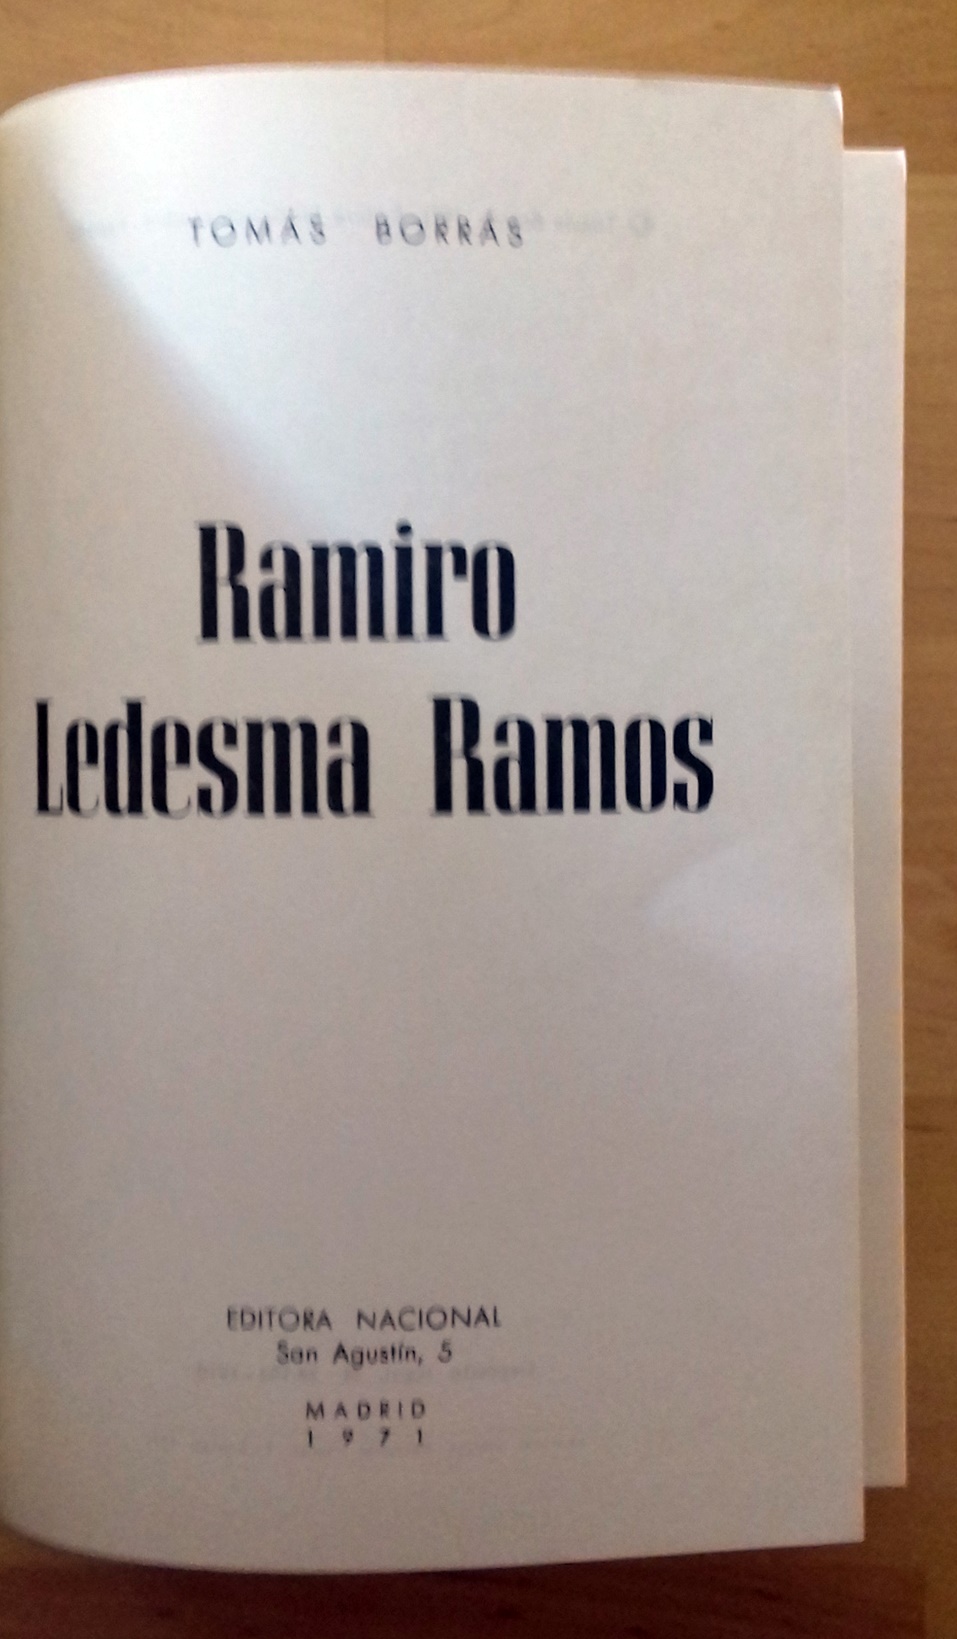 TOMÁS BORRÁS
Ramiro
Ledesma Ramos
EDITORA NACIONAL
San Agustín, 5
MADRID
1971